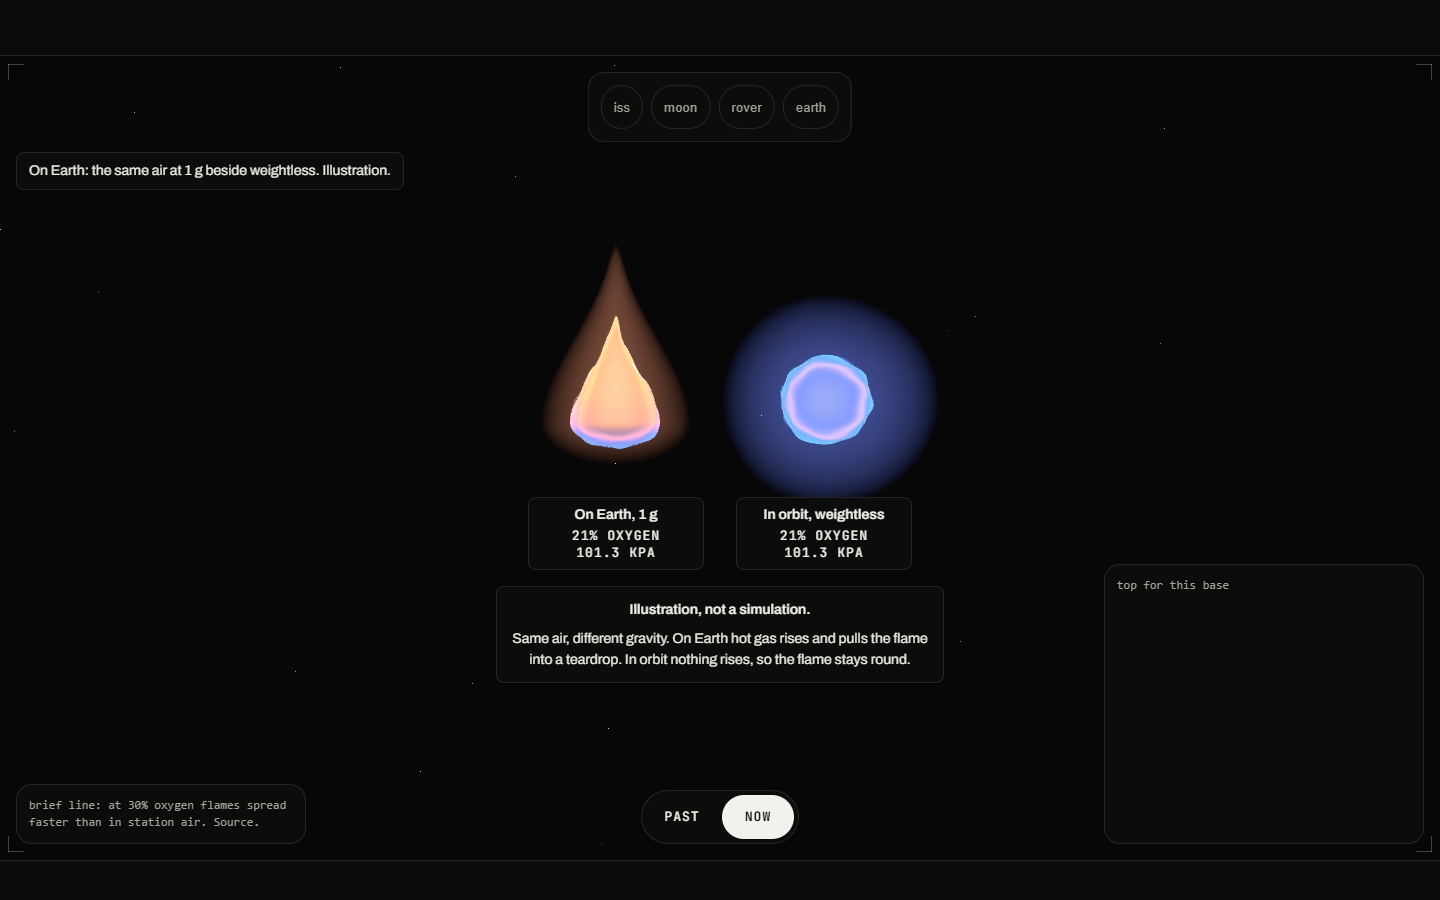 iss moon rover earth
On Earth: the same air at 1 g beside weightless. Illustration.
On Earth, 1 g
21% OXYGEN
101.3 KPA
In orbit, weightless
21% OXYGEN
101.3 KPA
Illustration, not a simulation.
Same air, different gravity. On Earth hot gas rises and pulls the flame
into a teardrop. In orbit nothing rises, so the flame stays round.
top for this base
brief line: at 30% oxygen flames spread
faster than in station air. Source.
PAST NOW